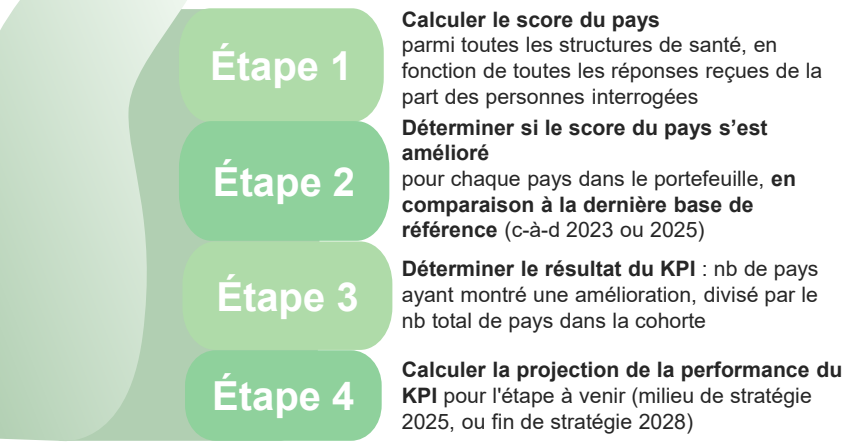 Étape 1
Calculer le score du pays
parmi toutes les structures de santé, en
fonction de toutes les réponses reçues de la
part des personnes interrogées
Étape 2
Déterminer si le score du pays s’est
amélioré
pour chaque pays dans le portefeuille, en
comparaison à la dernière base de
référence (c-à-d 2023 ou 2025)
Étape 3
Déterminer le résultat du KPI : nb de pays
ayant montré une amélioration, divisé par le
nb total de pays dans la cohorte
Étape 4
Calculer la projection de la performance du
KPI pour l'étape à venir (milieu de stratégie
2025, ou fin de stratégie 2028)